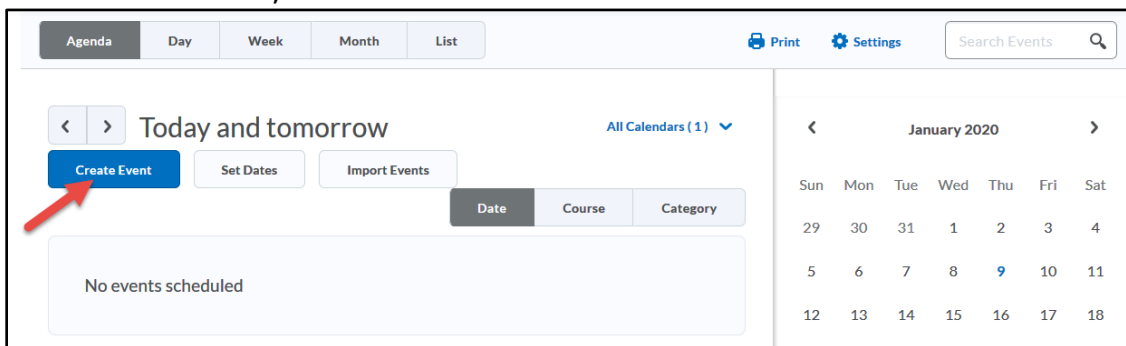 Agenda Day Week Month List Print Settings Search Events
Today and tomorrow All Calendars ( 1 )
Create Event Set Dates Import Events
Date Course Category
No events scheduled
January 2020
Sun Mon Tue Wed Thu Fri Sat
29 30 31 1 2 3 4
5 6 7 8 9 10 11
12 13 14 15 16 17 18